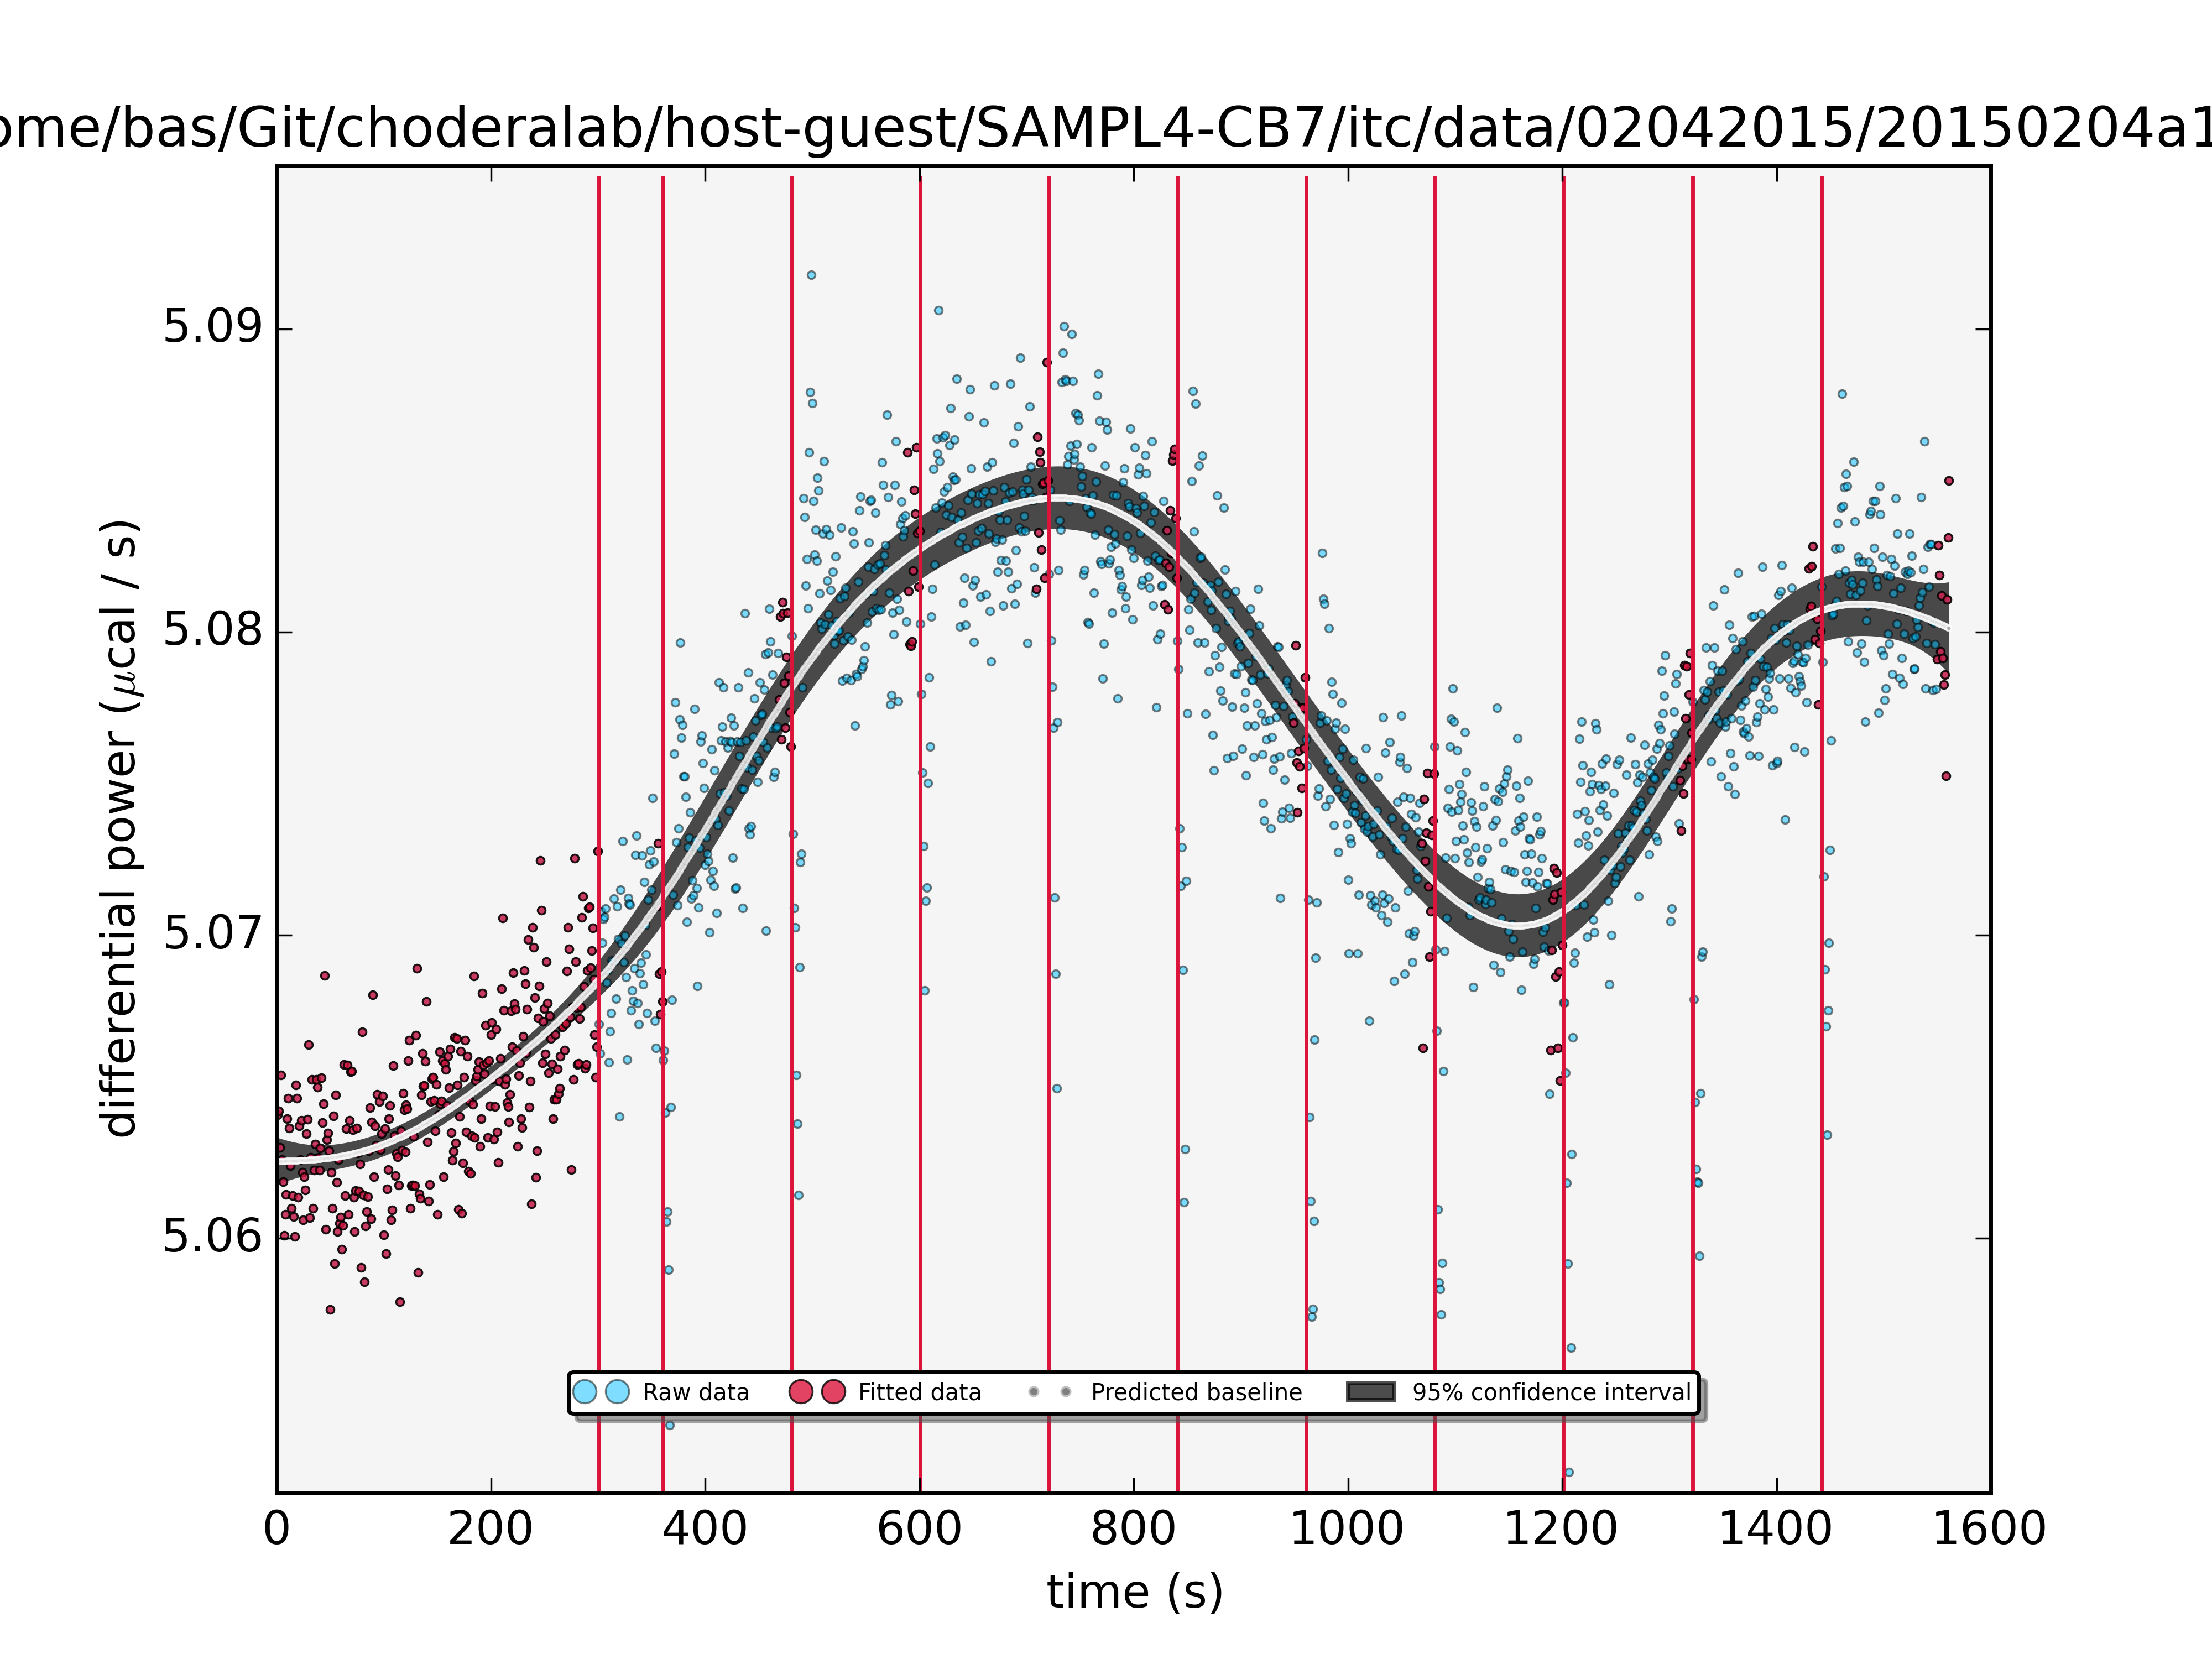 ome/bas/Git/choderalab/host-guest/SAMPL4-CB7/itc/data/02042015/20150204a1
5.09
5.08
5.07
5.06
differential power (μcal / s)
Raw data Fitted data Predicted baseline 95% confidence interval
0 200 400 600 800 1000 1200 1400 1600
time (s)